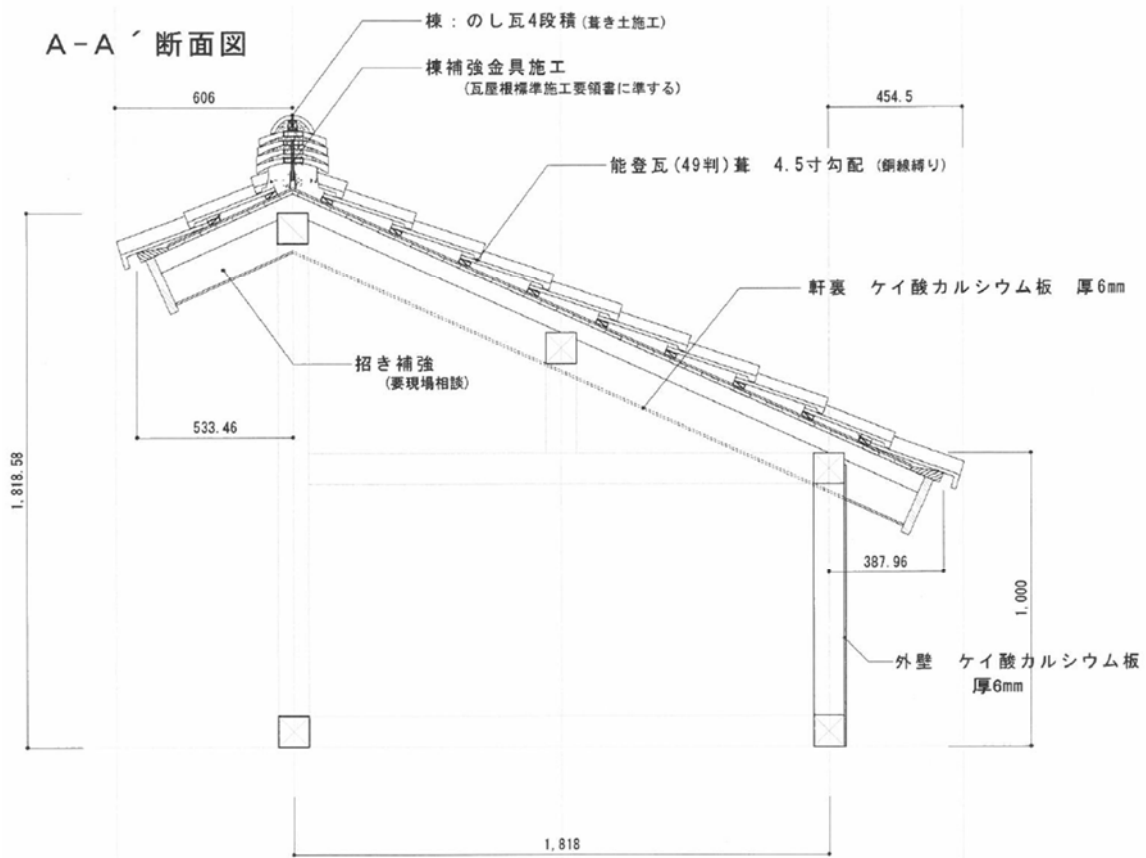 A-A´断面図
棟：のし瓦4段積(葺き土施工)
棟補強金具施工
(瓦屋根標準施工要領書に準する)
606
454.5
能登瓦(49判)葺 4.5寸勾配 (銅線縛り)
軒裏 ケイ酸カルシウム板 厚6mm
招き補強
(要現場相談)
533.46
1,818.58
387.96
1,000
外壁 ケイ酸カルシウム板
厚6mm
1,818